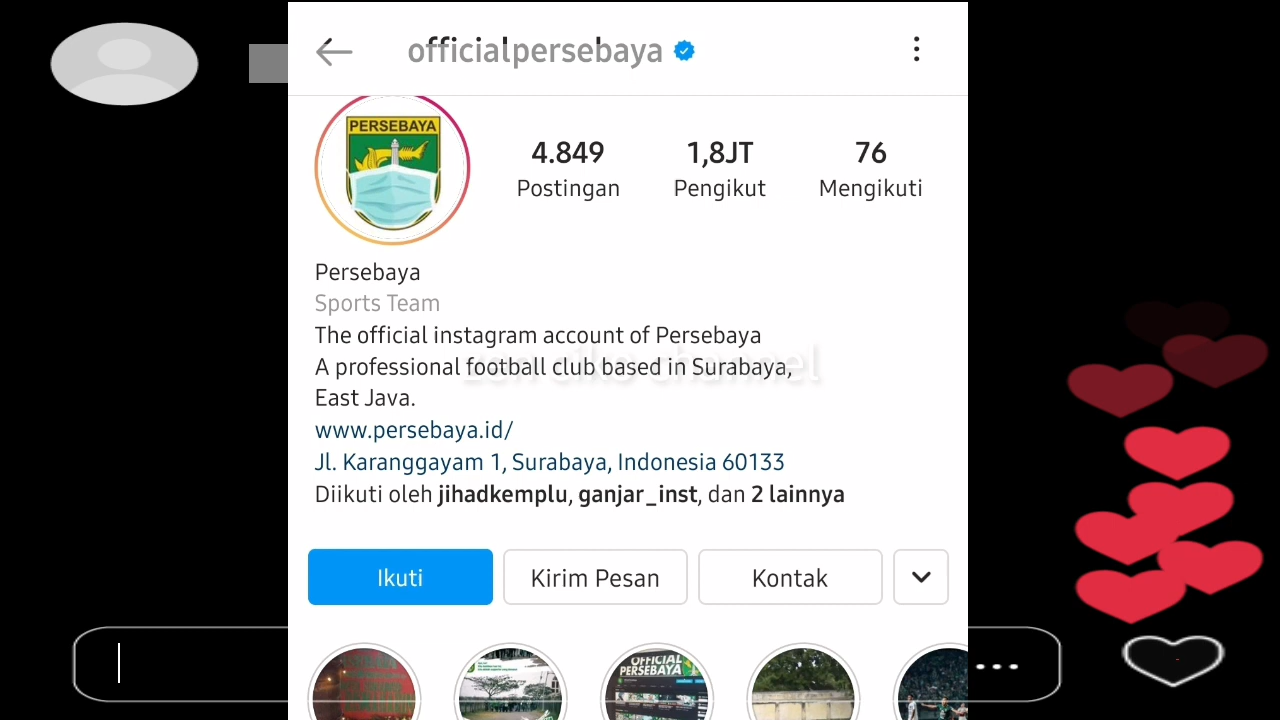 officialpersebaya
PERSEBAYA
4.849
Postingan
1,8JT
Pengikut
76
Mengikuti
Persebaya
Sports Team
The official instagram account of Persebaya
A professional football club based in Surabaya,
East Java.
www.persebaya.id/
Jl. Karanggayam 1, Surabaya, Indonesia 60133
Diikuti oleh jihadkemplu, ganjar_inst, dan 2 lainnya
channel
Ikuti
Kirim Pesan
Kontak
OFFICIAL
PERSEBAYA